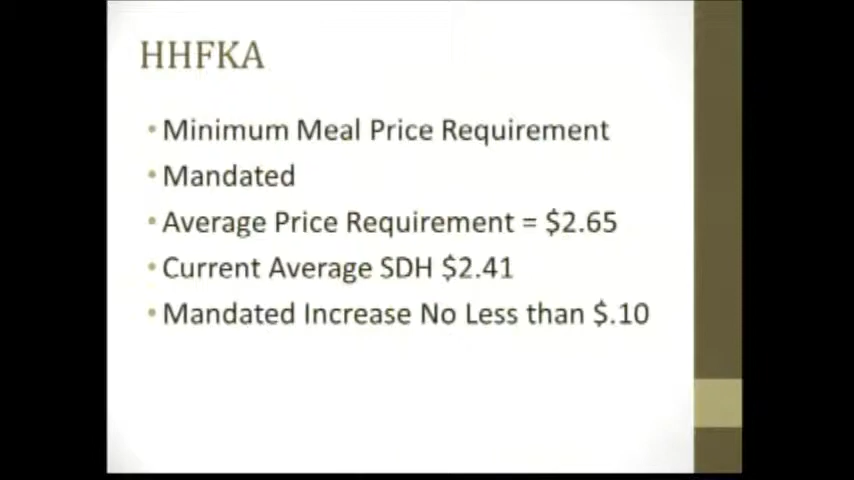 HHFKA
• Minimum Meal Price Requirement
• Mandated
• Average Price Requirement = $2.65
• Current Average SDH $2.41
• Mandated Increase No Less than $.10